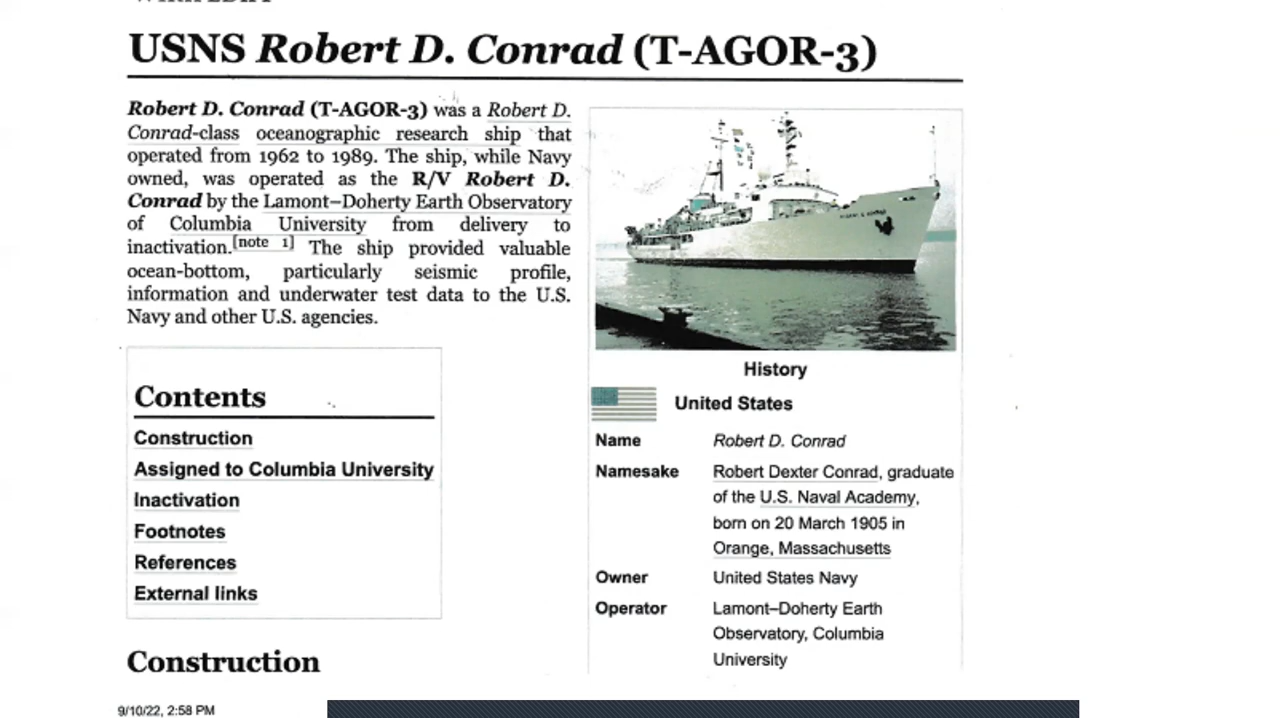 USNS Robert D. Conrad (T-AGOR-3)
Robert D. Conrad (T-AGOR-3) was a Robert D.
Conrad-class oceanographic research ship that
operated from 1962 to 1989. The ship, while Navy
owned, was operated as the R/V Robert D.
Conrad by the Lamont–Doherty Earth Observatory
of Columbia University from delivery to
inactivation.[note 1] The ship provided valuable
ocean-bottom, particularly seismic profile,
information and underwater test data to the U.S.
Navy and other U.S. agencies.
Contents
Construction
Assigned to Columbia University
Inactivation
Footnotes
References
External links
Construction
History
United States
Name Robert D. Conrad
Namesake Robert Dexter Conrad, graduate
of the U.S. Naval Academy,
born on 20 March 1905 in
Orange, Massachusetts
Owner United States Navy
Operator Lamont–Doherty Earth
Observatory, Columbia
University
9/10/22, 2:58 PM